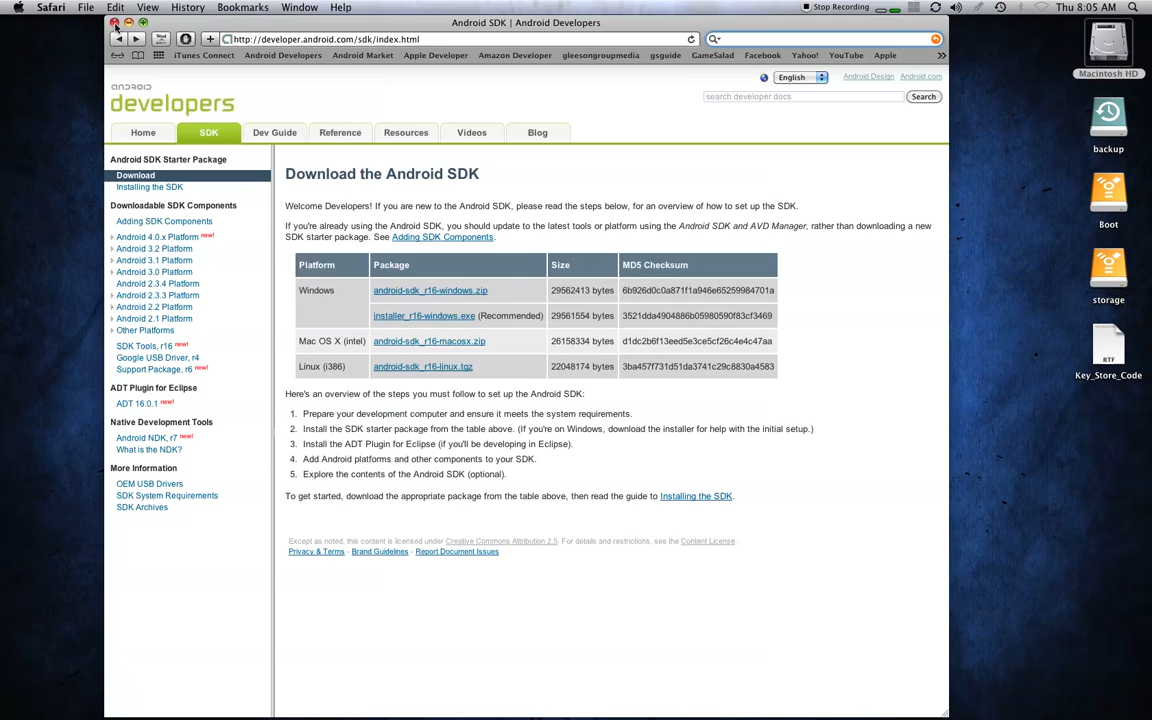 Safari File Edit View History Bookmarks Window Help Stop Recording Thu 8:05 AM
Android SDK | Android Developers
http://developer.android.com/sdk/index.html
iTunes Connect Android Developers Android Market Apple Developer Amazon Developer gleesongroupmedia gsguide GameSalad Facebook Yahoo! YouTube Apple
English Android Design Android.com
ANDROID
developers
search developer docs Search
Home SDK Dev Guide Reference Resources Videos Blog
Android SDK Starter Package
Download
Installing the SDK
Downloadable SDK Components
Adding SDK Components
Android 4.0.x Platform new!
Android 3.2 Platform
Android 3.1 Platform
Android 3.0 Platform
Android 2.3.4 Platform
Android 2.3.3 Platform
Android 2.2 Platform
Android 2.1 Platform
Other Platforms
SDK Tools, r16 new!
Google USB Driver, r4
Support Package, r6 new!
ADT Plugin for Eclipse
ADT 16.0.1 new!
Native Development Tools
Android NDK, r7 new!
What is the NDK?
More Information
OEM USB Drivers
SDK System Requirements
SDK Archives
Download the Android SDK
Welcome Developers! If you are new to the Android SDK, please read the steps below, for an overview of how to set up the SDK.
If you're already using the Android SDK, you should update to the latest tools or platform using the Android SDK and AVD Manager, rather than downloading a new
SDK starter package. See Adding SDK Components.
Platform Package Size MD5 Checksum
Windows android-sdk_r16-windows.zip 29562413 bytes 6b926d0c0a871f1a946e65259984701a
installer_r16-windows.exe (Recommended) 29561554 bytes 3521dda4904886b05980590f83cf3469
Mac OS X (intel) android-sdk_r16-macosx.zip 26158334 bytes d1dc2b6f13eed5e3ce5cf26c4e4c47aa
Linux (i386) android-sdk_r16-linux.tgz 22048174 bytes 3ba457f731d51da3741c29c8830a4583
Here's an overview of the steps you must follow to set up the Android SDK:
1. Prepare your development computer and ensure it meets the system requirements.
2. Install the SDK starter package from the table above. (If you're on Windows, download the installer for help with the initial setup.)
3. Install the ADT Plugin for Eclipse (if you'll be developing in Eclipse).
4. Add Android platforms and other components to your SDK.
5. Explore the contents of the Android SDK (optional).
To get started, download the appropriate package from the table above, then read the guide to Installing the SDK.
Except as noted, this content is licensed under Creative Commons Attribution 2.5. For details and restrictions, see the Content License.
Privacy & Terms - Brand Guidelines - Report Document Issues
Macintosh HD
backup
Boot
storage
RTF
Key_Store_Code